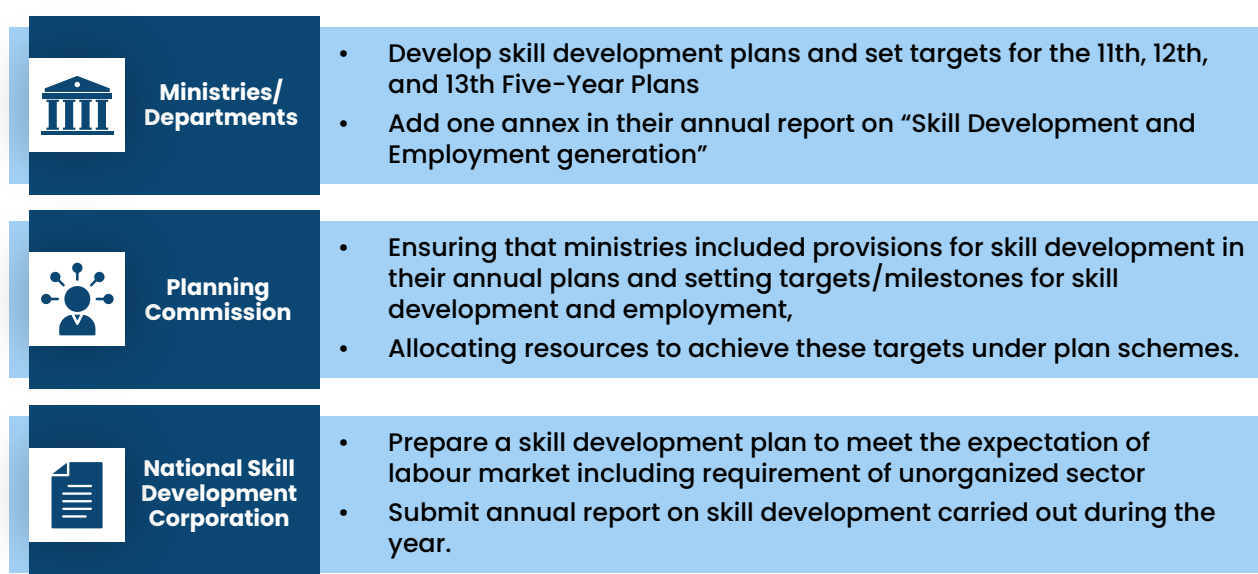 Ministries/
Departments
• Develop skill development plans and set targets for the 11th, 12th,
and 13th Five-Year Plans
• Add one annex in their annual report on “Skill Development and
Employment generation”
Planning
Commission
• Ensuring that ministries included provisions for skill development in
their annual plans and setting targets/milestones for skill
development and employment,
• Allocating resources to achieve these targets under plan schemes.
National Skill
Development
Corporation
• Prepare a skill development plan to meet the expectation of
labour market including requirement of unorganized sector
• Submit annual report on skill development carried out during the
year.